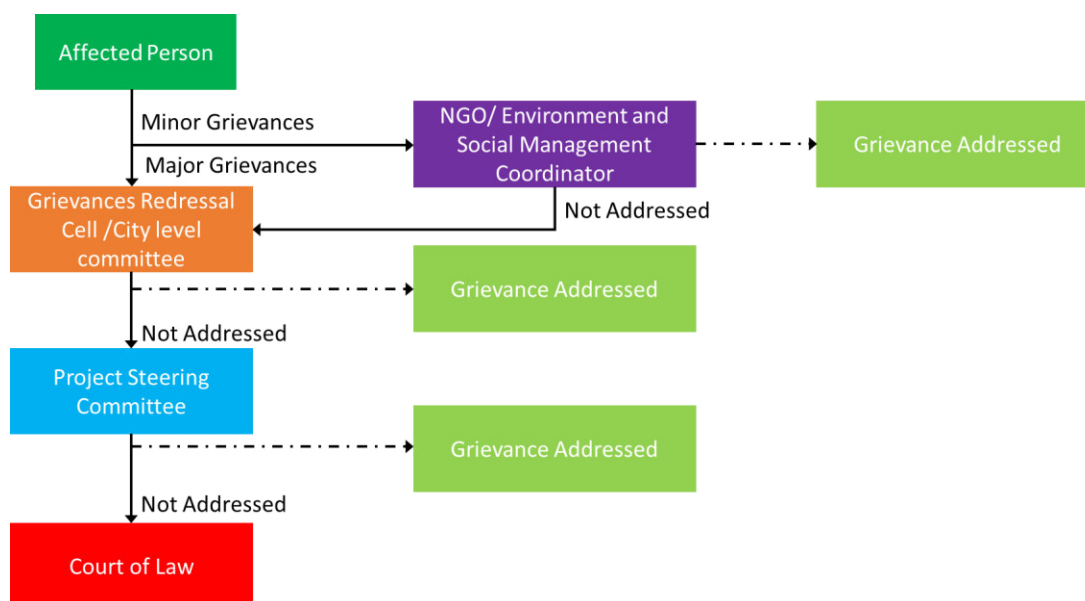 Affected Person
Minor Grievances
NGO/ Environment and
Social Management
Coordinator
Grievance Addressed
Major Grievances
Grievances Redressal
Cell /City level
committee
Not Addressed
Grievance Addressed
Not Addressed
Project Steering
Committee
Grievance Addressed
Not Addressed
Court of Law